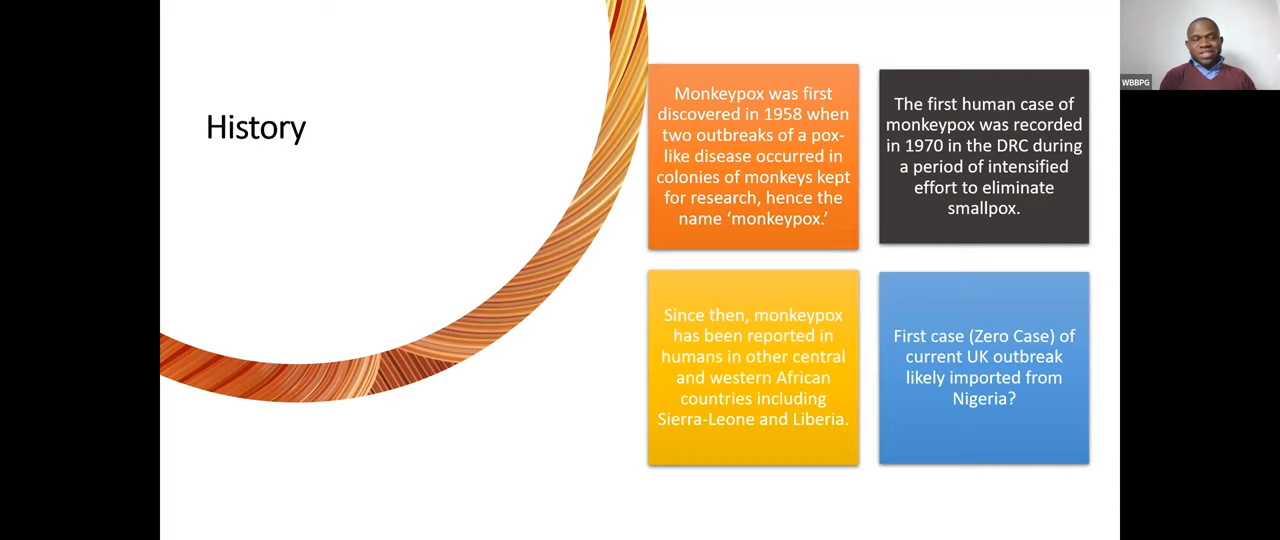 History
Monkeypox was first
discovered in 1958 when
two outbreaks of a pox-
like disease occurred in
colonies of monkeys kept
for research, hence the
name ‘monkeypox.’
The first human case of
monkeypox was recorded
in 1970 in the DRC during
a period of intensified
effort to eliminate
smallpox.
Since then, monkeypox
has been reported in
humans in other central
and western African
countries including
Sierra-Leone and Liberia.
First case (Zero Case) of
current UK outbreak
likely imported from
Nigeria?
WBBPG